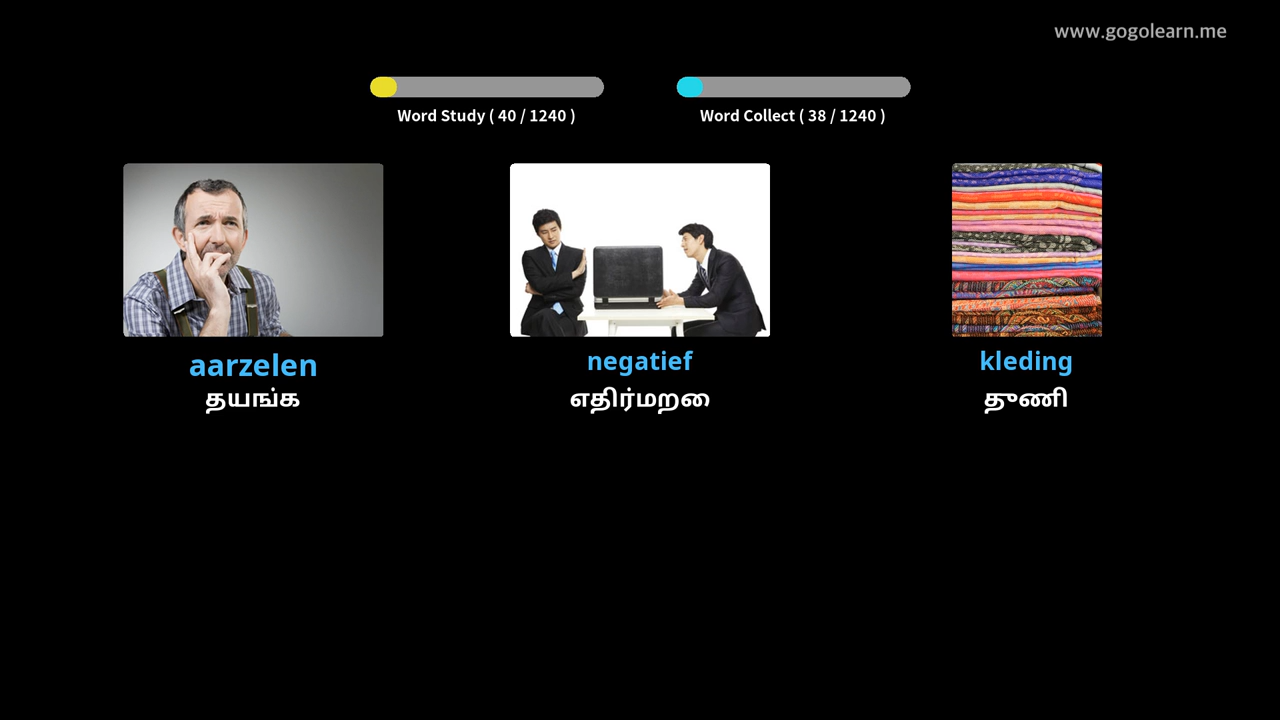 www.gogolearn.me
Word Study ( 40 / 1240 )
Word Collect ( 38 / 1240 )
aarzelen
negatief
kleding
தயங்க
எதிர்மறை
துணி